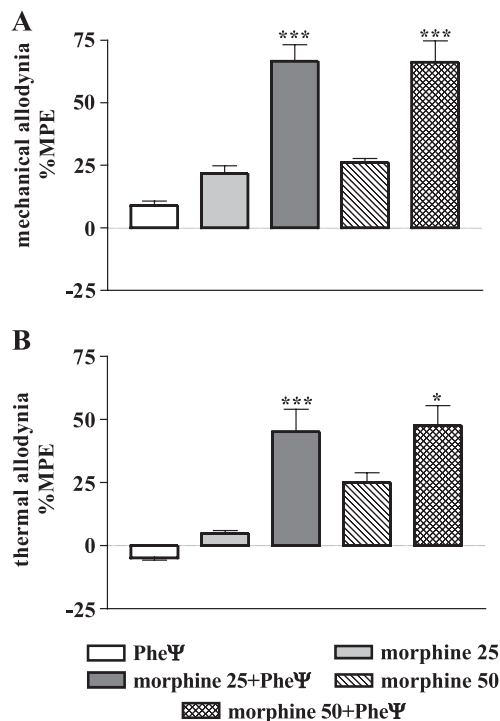 A
mechanical allodynia
%MPE
75
50
25
0
-25
***
***
B
thermal allodynia
%MPE
75
50
25
0
-25
***
*
PheΨ
morphine 25
morphine 25+PheΨ
morphine 50
morphine 50+PheΨ